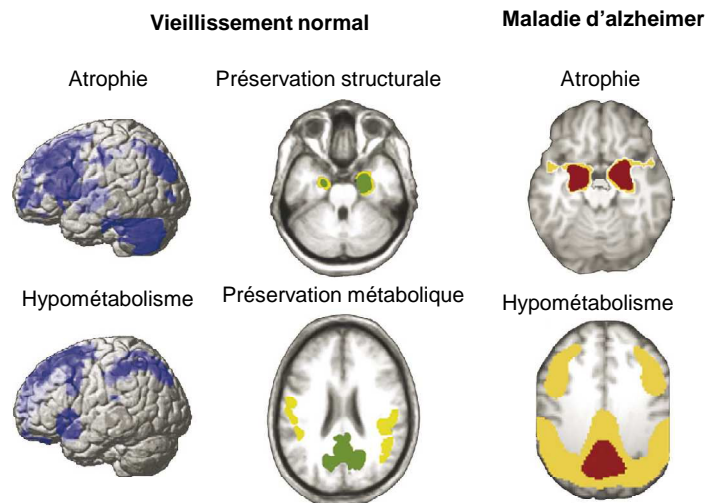 Vieillissement normal
Maladie d'alzheimer
Atrophie
Préservation structurale
Atrophie
Hypométabolisme
Préservation métabolique
Hypométabolisme